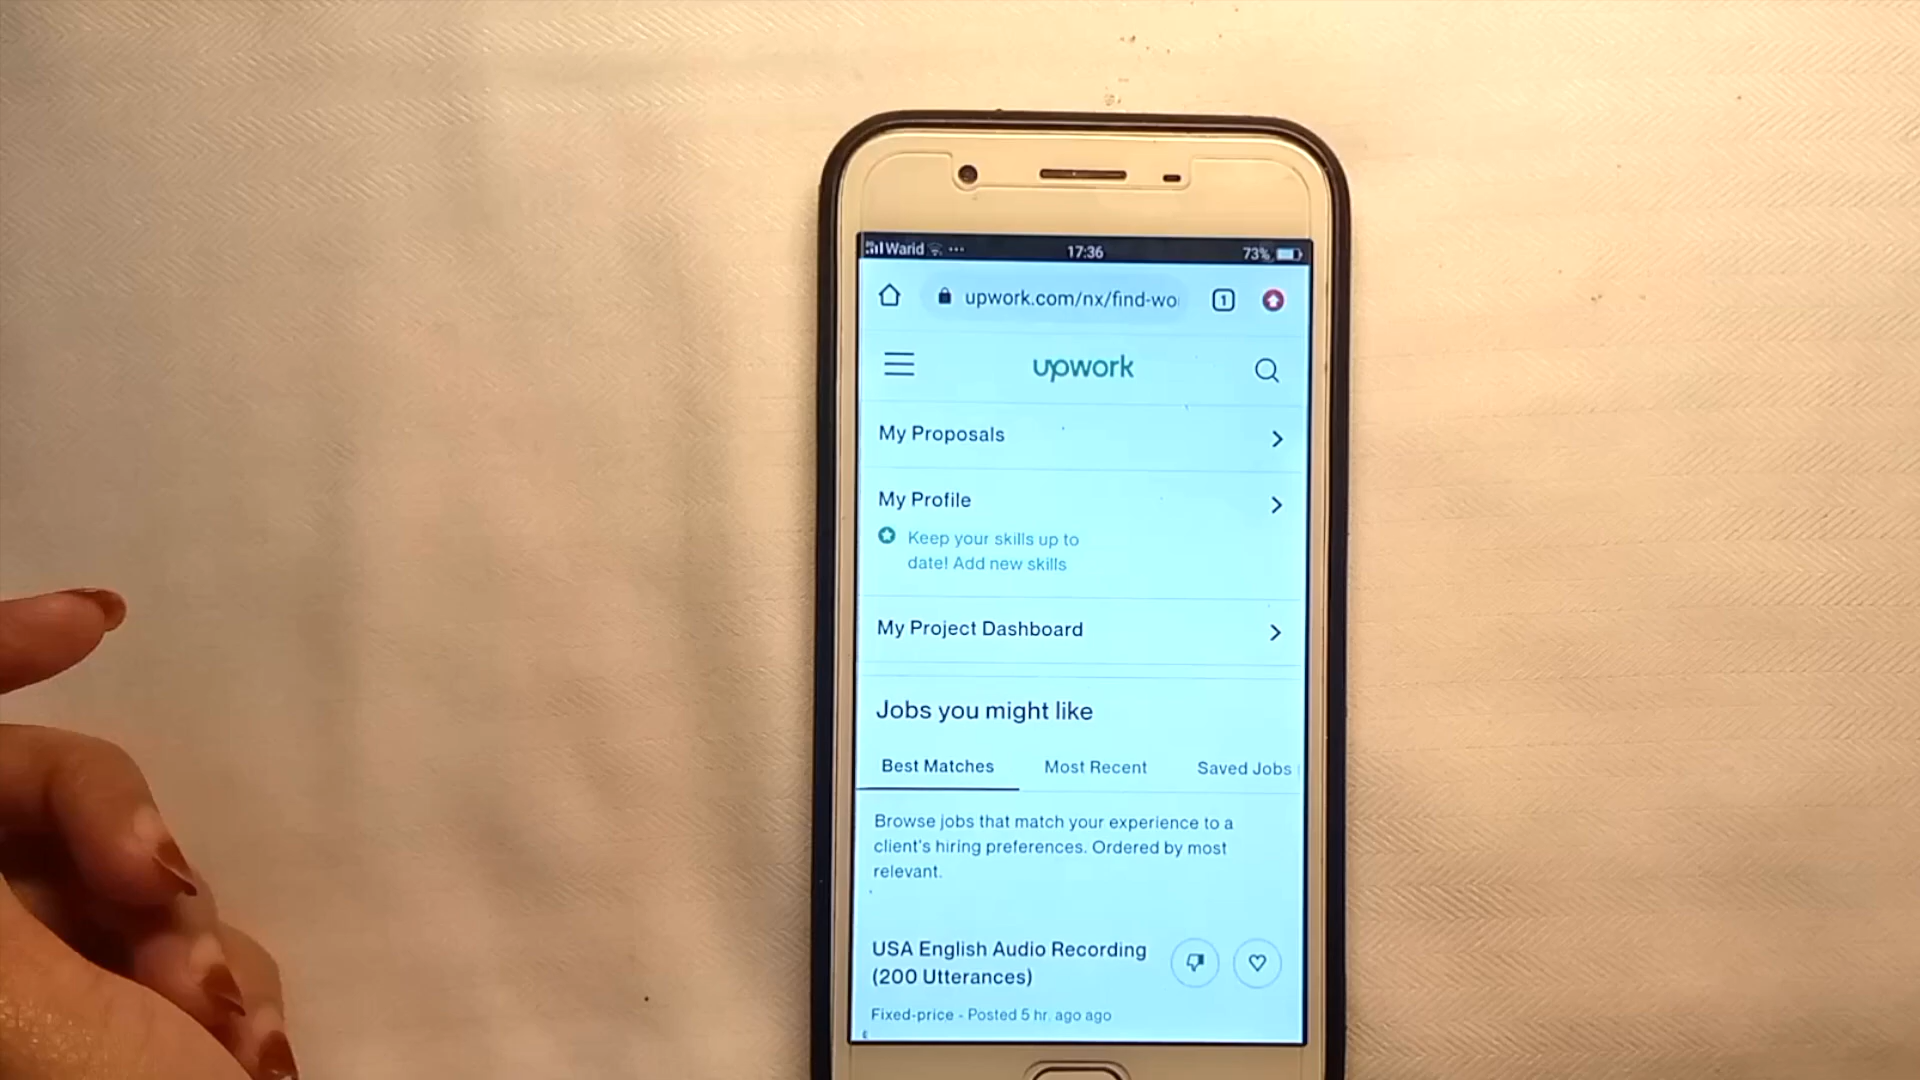 Warid 17:36 73%
upwork.com/nx/find-wo 1
upwork
My Proposals
My Profile
Keep your skills up to
date! Add new skills
My Project Dashboard
Jobs you might like
Best Matches Most Recent Saved Jobs
Browse jobs that match your experience to a
client's hiring preferences. Ordered by most
relevant.
USA English Audio Recording
(200 Utterances)
Fixed-price - Posted 5 hr. ago ago